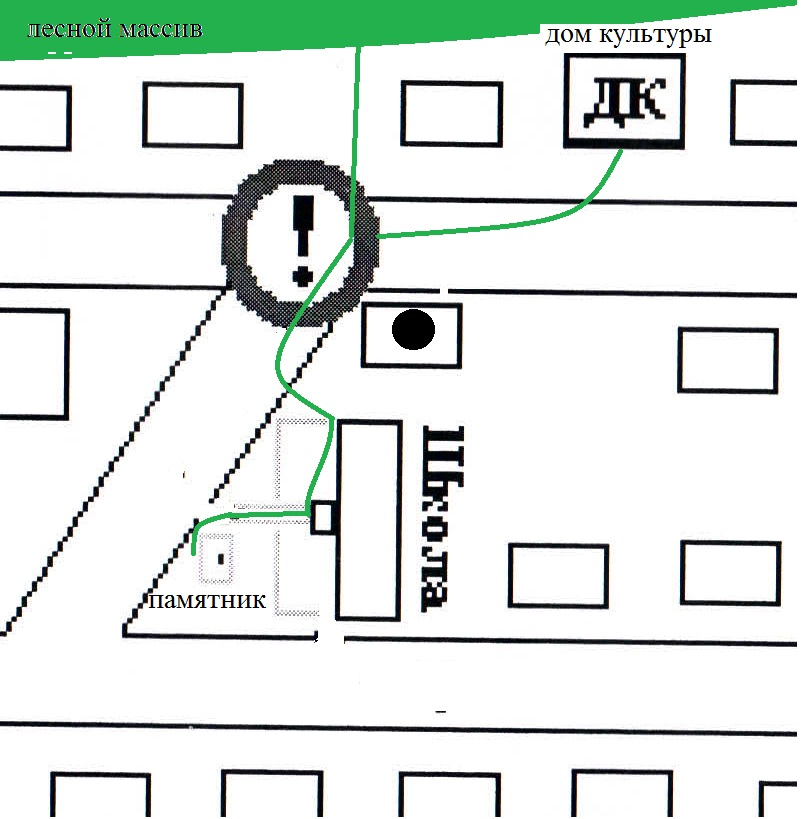 лесной массив
дом культуры
ДК
!
Школа
памятник